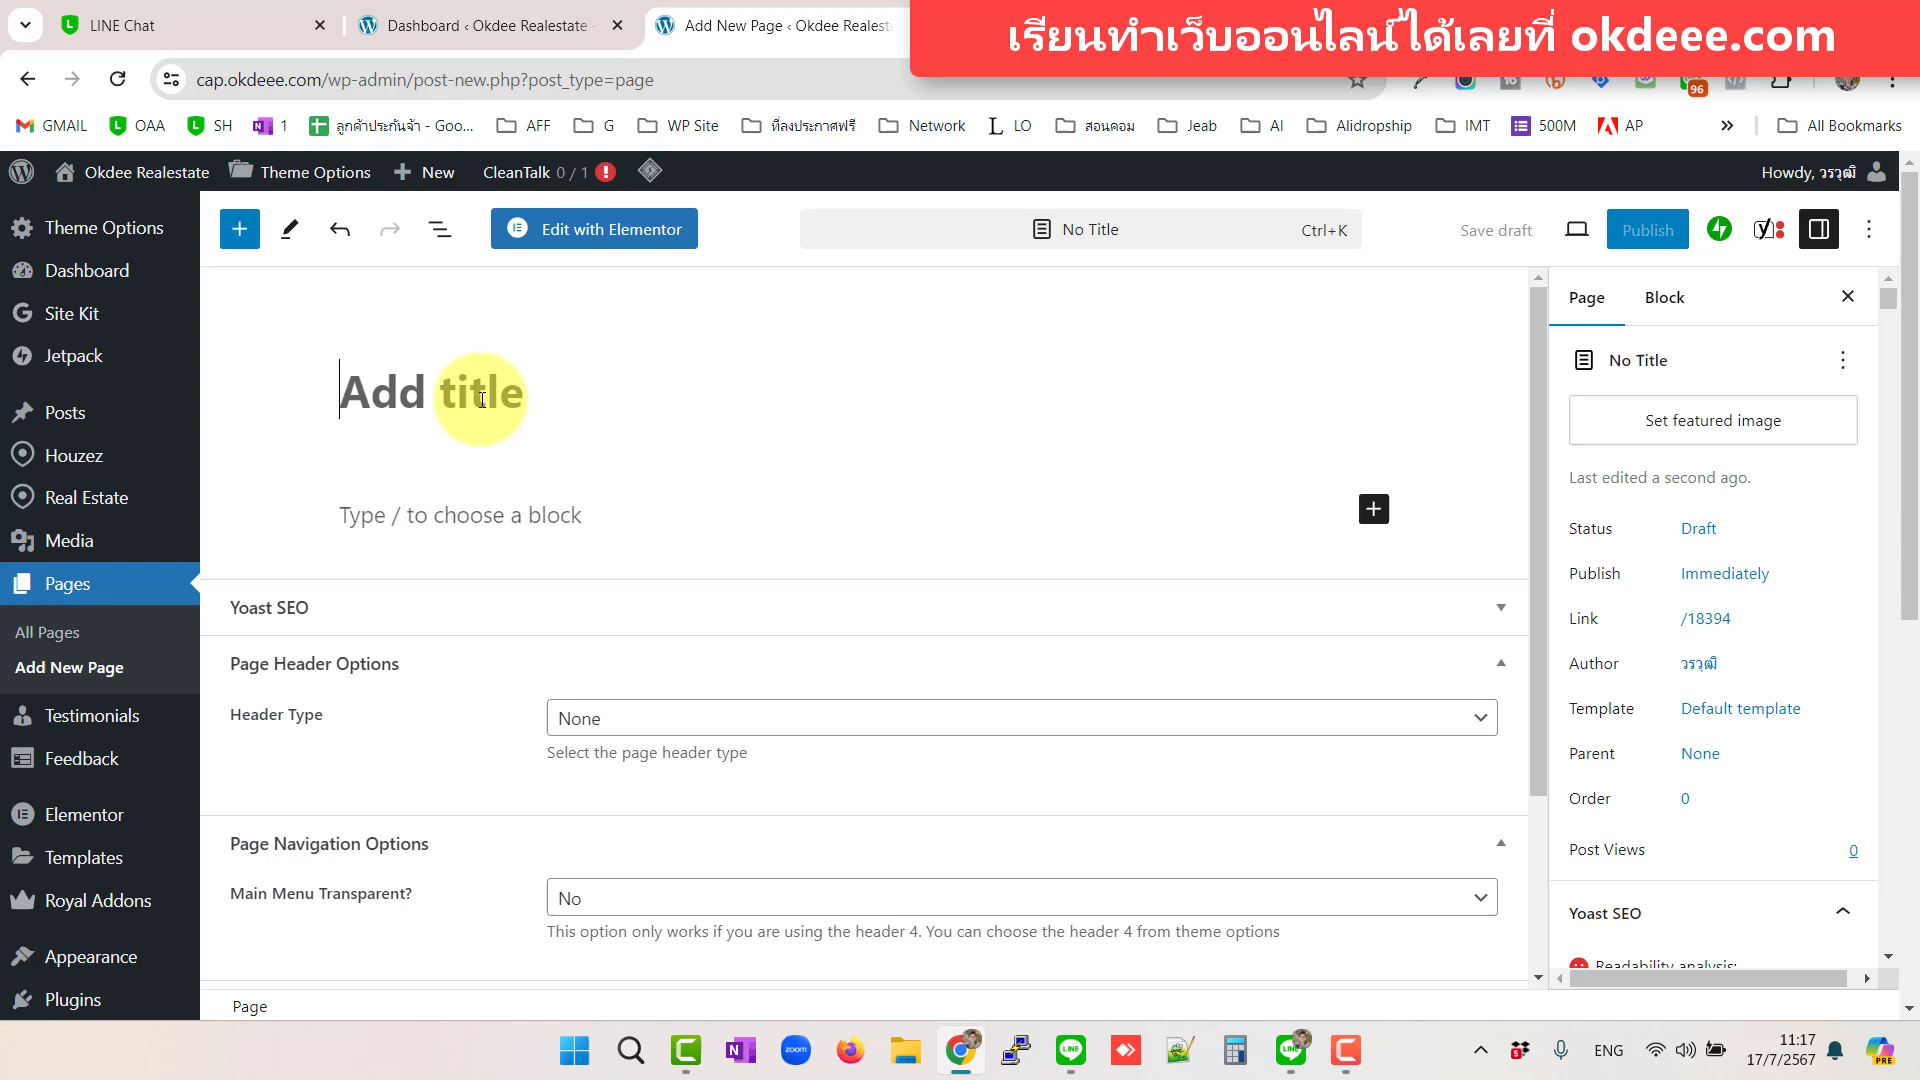 LINE Chat
Dashboard ‹ Okdee Realestate -
Add New Page ‹ Okdee Realest
เรียนทำเว็บออนไลน์ได้เลยที่ okdeee.com
cap.okdeee.com/wp-admin/post-new.php?post_type=page
96
GMAIL
OAA
SH
1
ลูกค้าประกันจ้า - Goo...
AFF
G
WP Site
ที่ลงประกาศฟรี
Network
LO
สอนคอม
Jeab
AI
Alidropship
IMT
500M
AP
All Bookmarks
Okdee Realestate
Theme Options
New
CleanTalk 0 / 1
Howdy, วรวุฒิ
Theme Options
Dashboard
Site Kit
Jetpack
Posts
Houzez
Real Estate
Media
Pages
All Pages
Add New Page
Testimonials
Feedback
Elementor
Templates
Royal Addons
Appearance
Plugins
Edit with Elementor
No Title
Ctrl+K
Save draft
Publish
Add title
Type / to choose a block
Yoast SEO
Page Header Options
Header Type
None
Select the page header type
Page Navigation Options
Main Menu Transparent?
No
This option only works if you are using the header 4. You can choose the header 4 from theme options
Page
Page
Block
No Title
Set featured image
Last edited a second ago.
Status
Draft
Publish
Immediately
Link
/18394
Author
วรวุฒิ
Template
Default template
Parent
None
Order
0
Post Views
0
Yoast SEO
Readability analysis:
zoom
LINE
5
ENG
11:17
17/7/2567
PRE